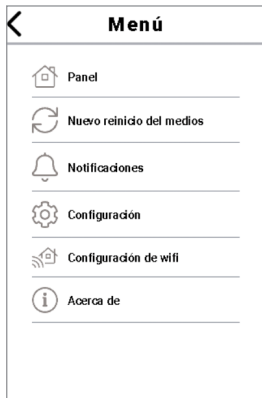 Menú
Panel
Nuevo reinicio del medios
Notificaciones
Configuración
Configuración de wifi
Acerca de